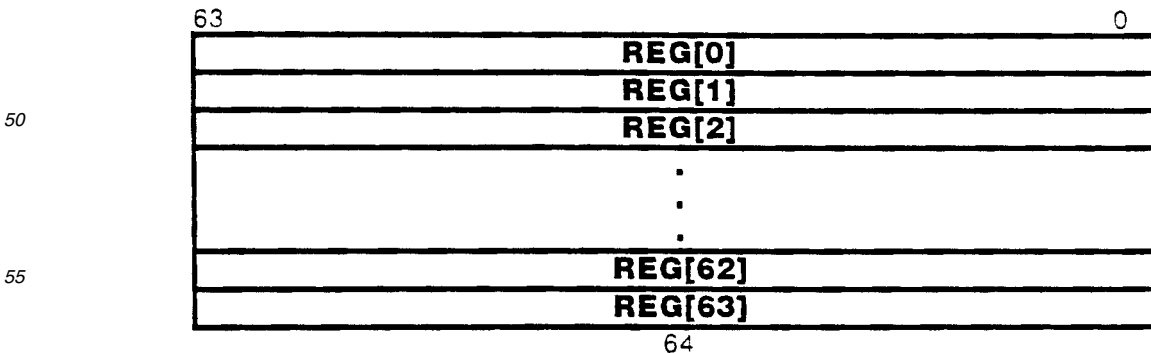 63 0
REG[0]
REG[1]
50
REG[2]
.
.
.
55
REG[62]
REG[63]
64